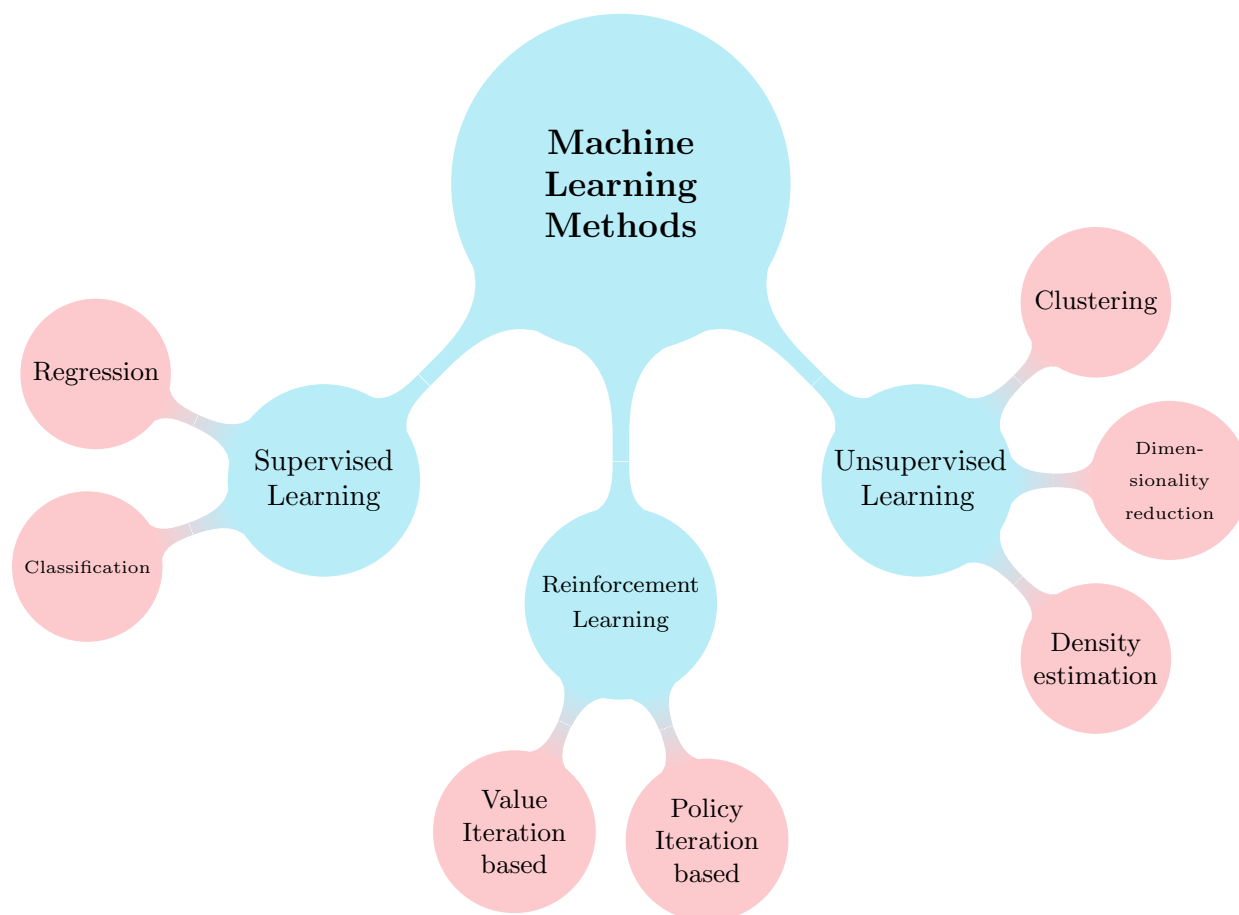 Machine
Learning
Methods
Clustering
Regression
Supervised
Learning
Unsupervised
Learning
Dimen-
sionality
reduction
Classification
Reinforcement
Learning
Density
estimation
Value
Iteration
based
Policy
Iteration
based